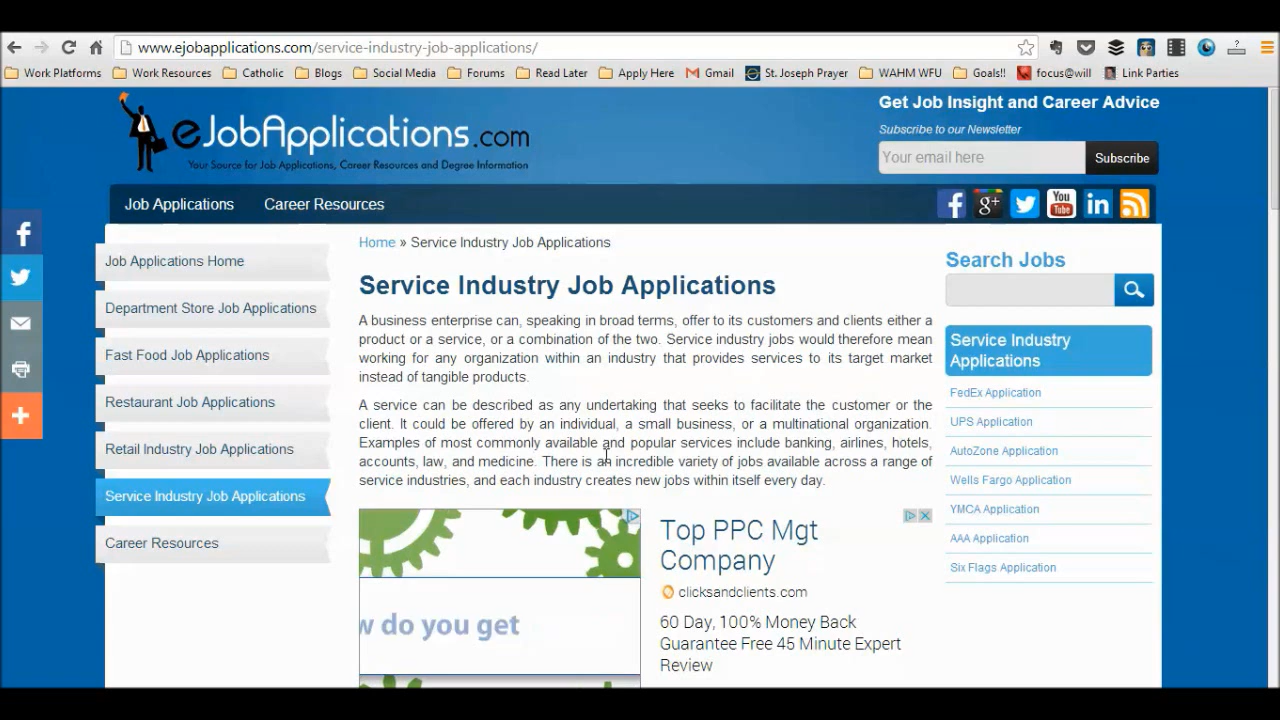 www.ejobapplications.com/service-industry-job-applications/
Work Platforms Work Resources Catholic Blogs Social Media Forums Read Later Apply Here Gmail St. Joseph Prayer WAHM WFU Goals!! focus@will Link Parties
eJobApplications.com
Your Source for Job Applications, Career Resources and Degree Information
Get Job Insight and Career Advice
Subscribe to our Newsletter
Your email here Subscribe
Job Applications Career Resources
f g+ You Tube in
Job Applications Home
Department Store Job Applications
Fast Food Job Applications
Restaurant Job Applications
Retail Industry Job Applications
Service Industry Job Applications
Career Resources
Home » Service Industry Job Applications
Service Industry Job Applications
A business enterprise can, speaking in broad terms, offer to its customers and clients either a
product or a service, or a combination of the two. Service industry jobs would therefore mean
working for any organization within an industry that provides services to its target market
instead of tangible products.
A service can be described as any undertaking that seeks to facilitate the customer or the
client. It could be offered by an individual, a small business, or a multinational organization.
Examples of most commonly available and popular services include banking, airlines, hotels,
accounts, law, and medicine. There is an incredible variety of jobs available across a range of
service industries, and each industry creates new jobs within itself every day.
w do you get
Top PPC Mgt
Company
clicksandclients.com
60 Day, 100% Money Back
Guarantee Free 45 Minute Expert
Review
Search Jobs
Service Industry
Applications
FedEx Application
UPS Application
AutoZone Application
Wells Fargo Application
YMCA Application
AAA Application
Six Flags Application